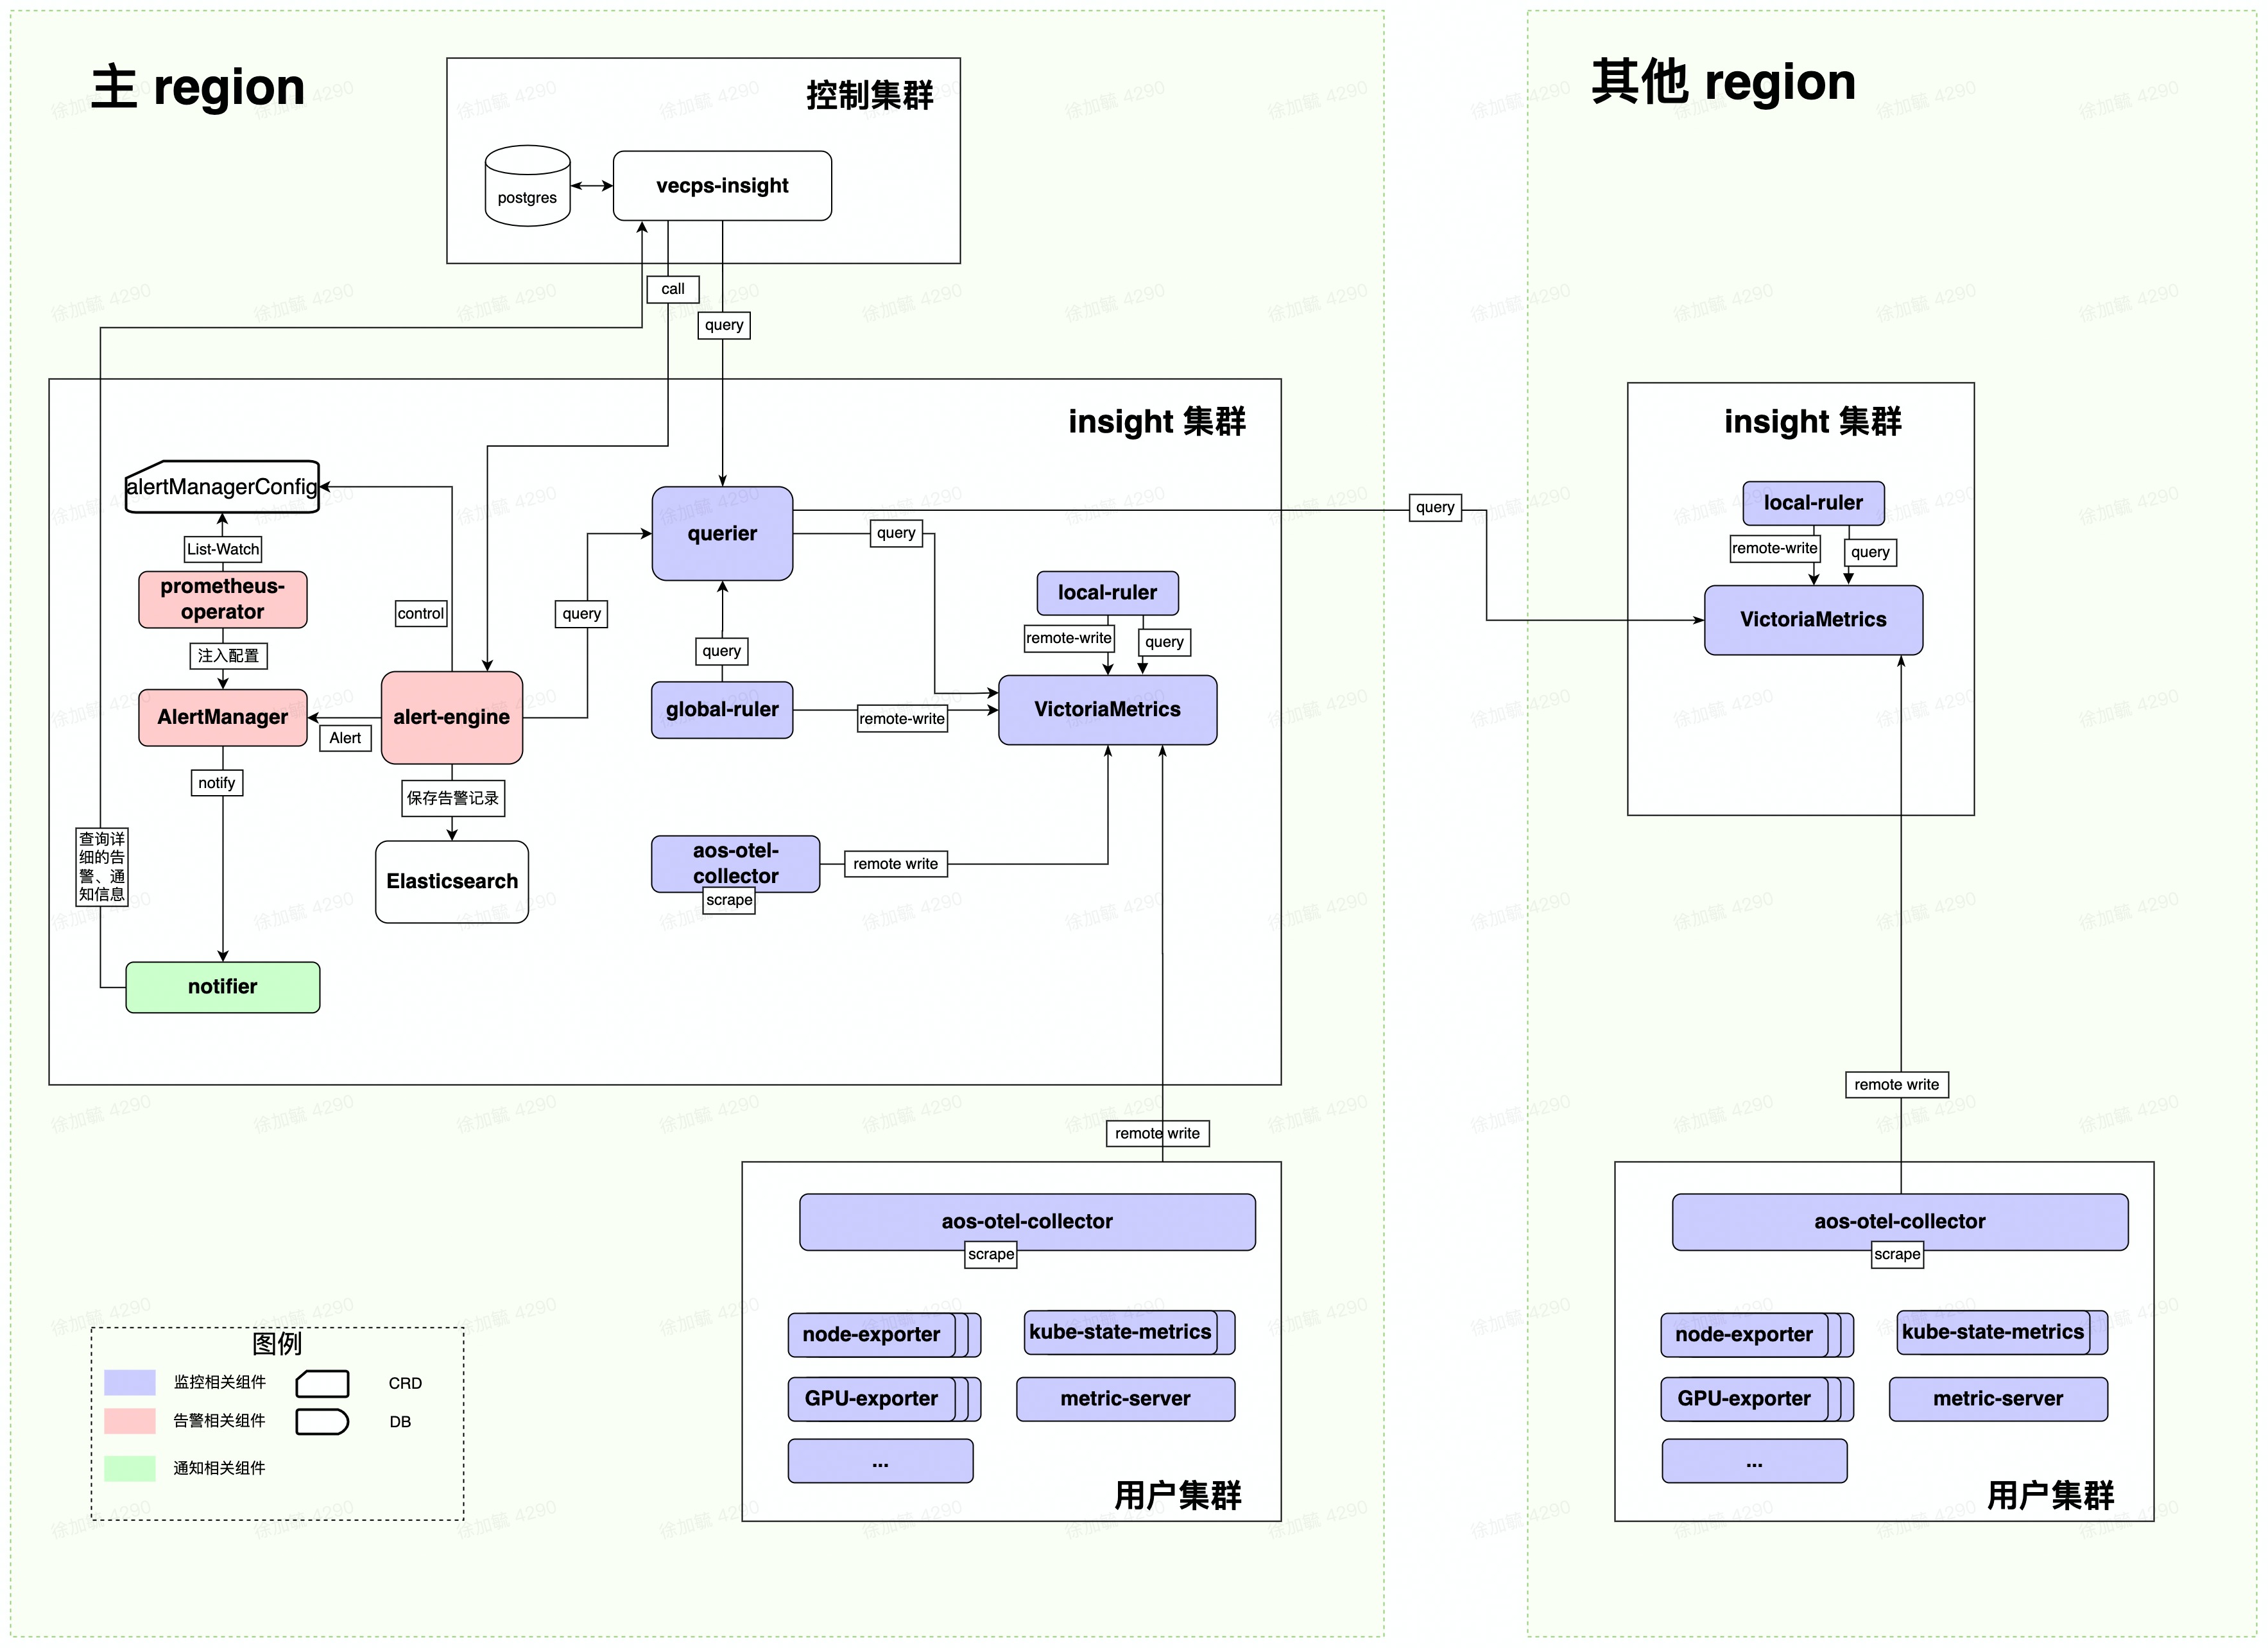 主 region
控制集群
postgres
vecps-insight
call
query
insight 集群
alertManagerConfig
List-Watch
prometheus-
operator
注入配置
AlertManager
Alert
control
alert-engine
query
notify
保存告警记录
查询详
细的告
警、通
知信息
Elasticsearch
notifier
querier
query
query
global-ruler
remote-write
local-ruler
remote-write
query
VictoriaMetrics
aos-otel-
collector
scrape
remote write
remote write
aos-otel-collector
scrape
node-exporter
kube-state-metrics
GPU-exporter
metric-server
...
用户集群
图例
监控相关组件
CRD
告警相关组件
DB
通知相关组件
query
其他 region
insight 集群
local-ruler
remote-write
query
VictoriaMetrics
remote write
aos-otel-collector
scrape
node-exporter
kube-state-metrics
GPU-exporter
metric-server
...
用户集群
徐加毓 4290